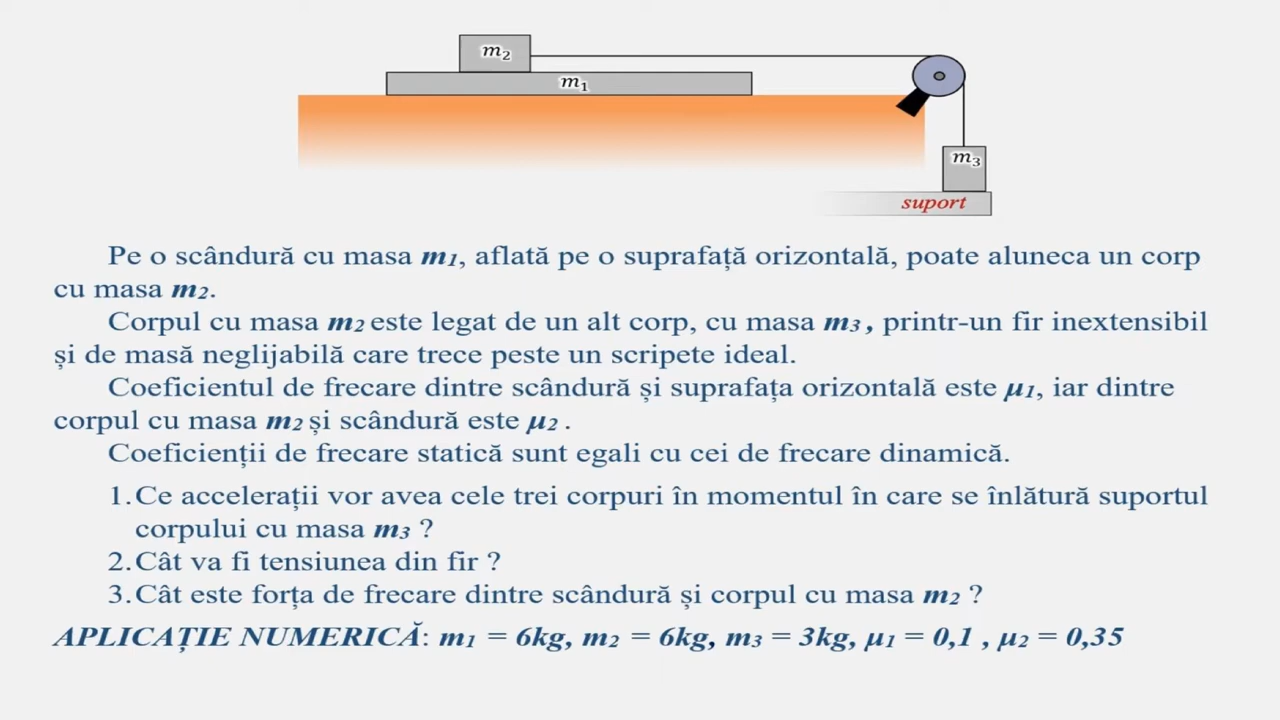 m₂
m₁
m₃
suport
Pe o scândură cu masa m₁, aflată pe o suprafață orizontală, poate aluneca un corp
cu masa m₂.
Corpul cu masa m₂ este legat de un alt corp, cu masa m₃ , printr-un fir inextensibil
și de masă neglijabilă care trece peste un scripete ideal.
Coeficientul de frecare dintre scândură și suprafața orizontală este μ₁, iar dintre
corpul cu masa m₂ și scândură este μ₂ .
Coeficienții de frecare statică sunt egali cu cei de frecare dinamică.
1. Ce accelerații vor avea cele trei corpuri în momentul în care se înlătură suportul
corpului cu masa m₃ ?
2. Cât va fi tensiunea din fir ?
3. Cât este forța de frecare dintre scândură și corpul cu masa m₂ ?
APLICAȚIE NUMERICĂ: m₁ = 6kg, m₂ = 6kg, m₃ = 3kg, μ₁ = 0,1 , μ₂ = 0,35